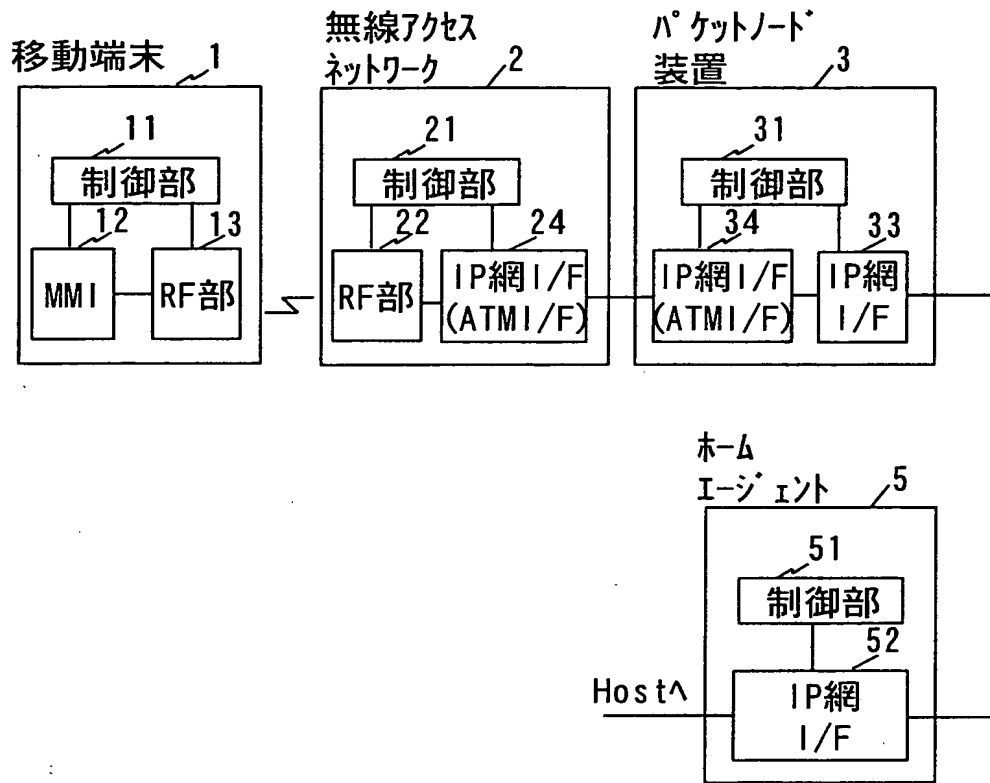 移動端末
1
無線アクセス
ネットワーク
2
パケットノード
装置
3
11
制御部
12
13
MMI
RF部
21
制御部
22
24
RF部
IP網I/F
(ATMI/F)
31
制御部
34
33
IP網I/F
(ATMI/F)
IP網
I/F
ホーム
エージェント
5
51
制御部
52
Hostへ
IP網
I/F